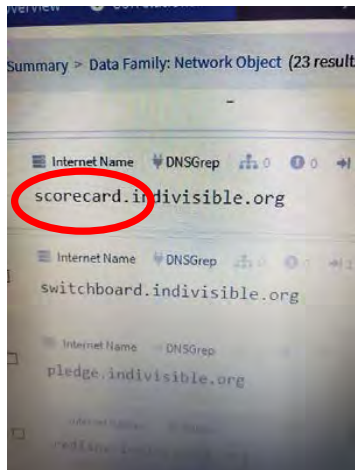 Summary > Data Family: Network Object (23 result
Internet Name DNSGrep 0 0
scorecard.indivisible.org
Internet Name DNSGrep
switchboard.indivisible.org
Internet Name DNSGrep
pledge.indivisible.org